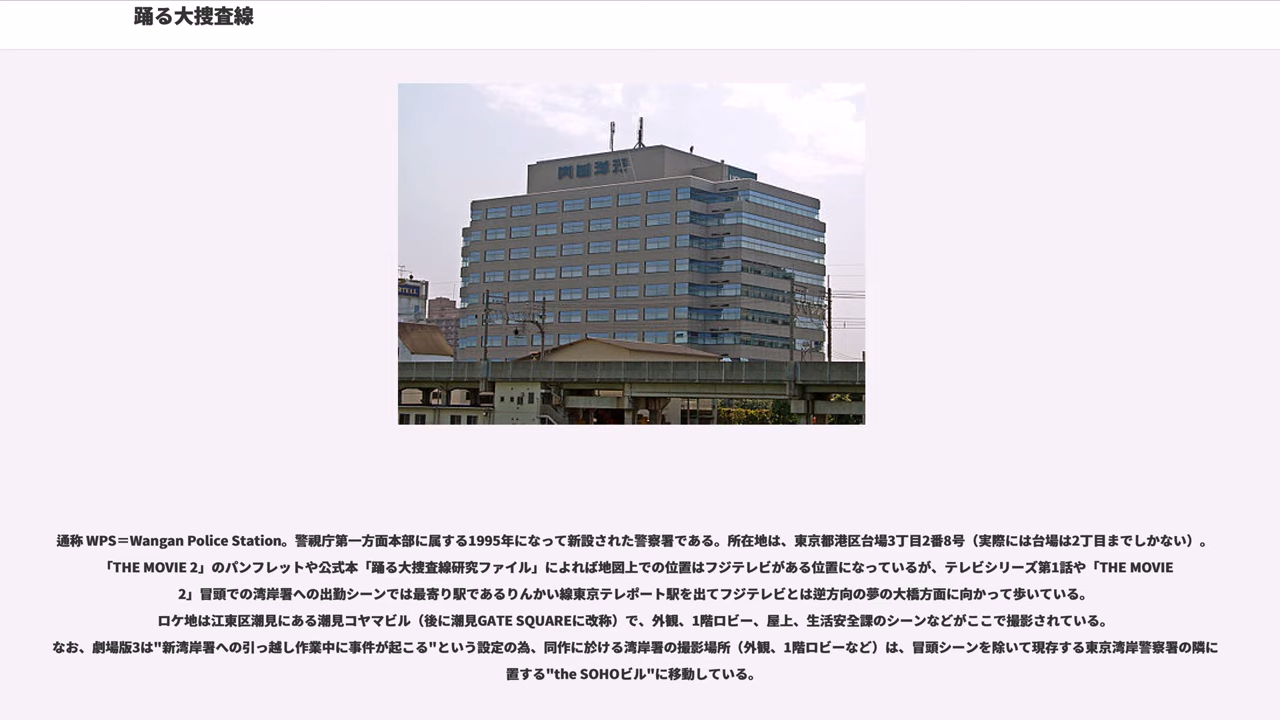 踊る大捜査線
通称 WPS＝Wangan Police Station。警視庁第一方面本部に属する1995年になって新設された警察署である。所在地は、東京都港区台場3丁目2番8号（実際には台場は2丁目までしかない）。
「THE MOVIE 2」のパンフレットや公式本「踊る大捜査線研究ファイル」によれば地図上での位置はフジテレビがある位置になっているが、テレビシリーズ第1話や「THE MOVIE
2」冒頭での湾岸署への出勤シーンでは最寄り駅であるりんかい線東京テレポート駅を出てフジテレビとは逆方向の夢の大橋方面に向かって歩いている。
ロケ地は江東区潮見にある潮見コヤマビル（後に潮見GATE SQUAREに改称）で、外観、1階ロビー、屋上、生活安全課のシーンなどがここで撮影されている。
なお、劇場版3は"新湾岸署への引っ越し作業中に事件が起こる"という設定の為、同作に於ける湾岸署の撮影場所（外観、1階ロビーなど）は、冒頭シーンを除いて現存する東京湾岸警察署の隣に
置する"the SOHOビル"に移動している。